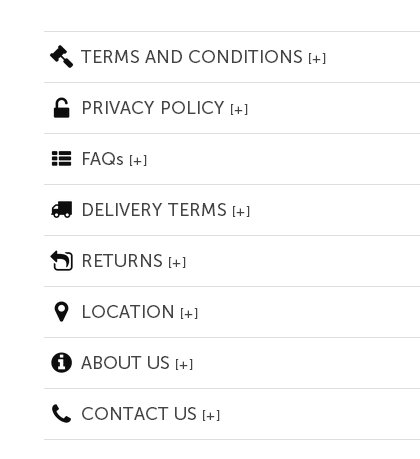 TERMS AND CONDITIONS [+]
PRIVACY POLICY [+]
FAQs [+]
DELIVERY TERMS [+]
RETURNS [+]
LOCATION [+]
ABOUT US [+]
CONTACT US [+]